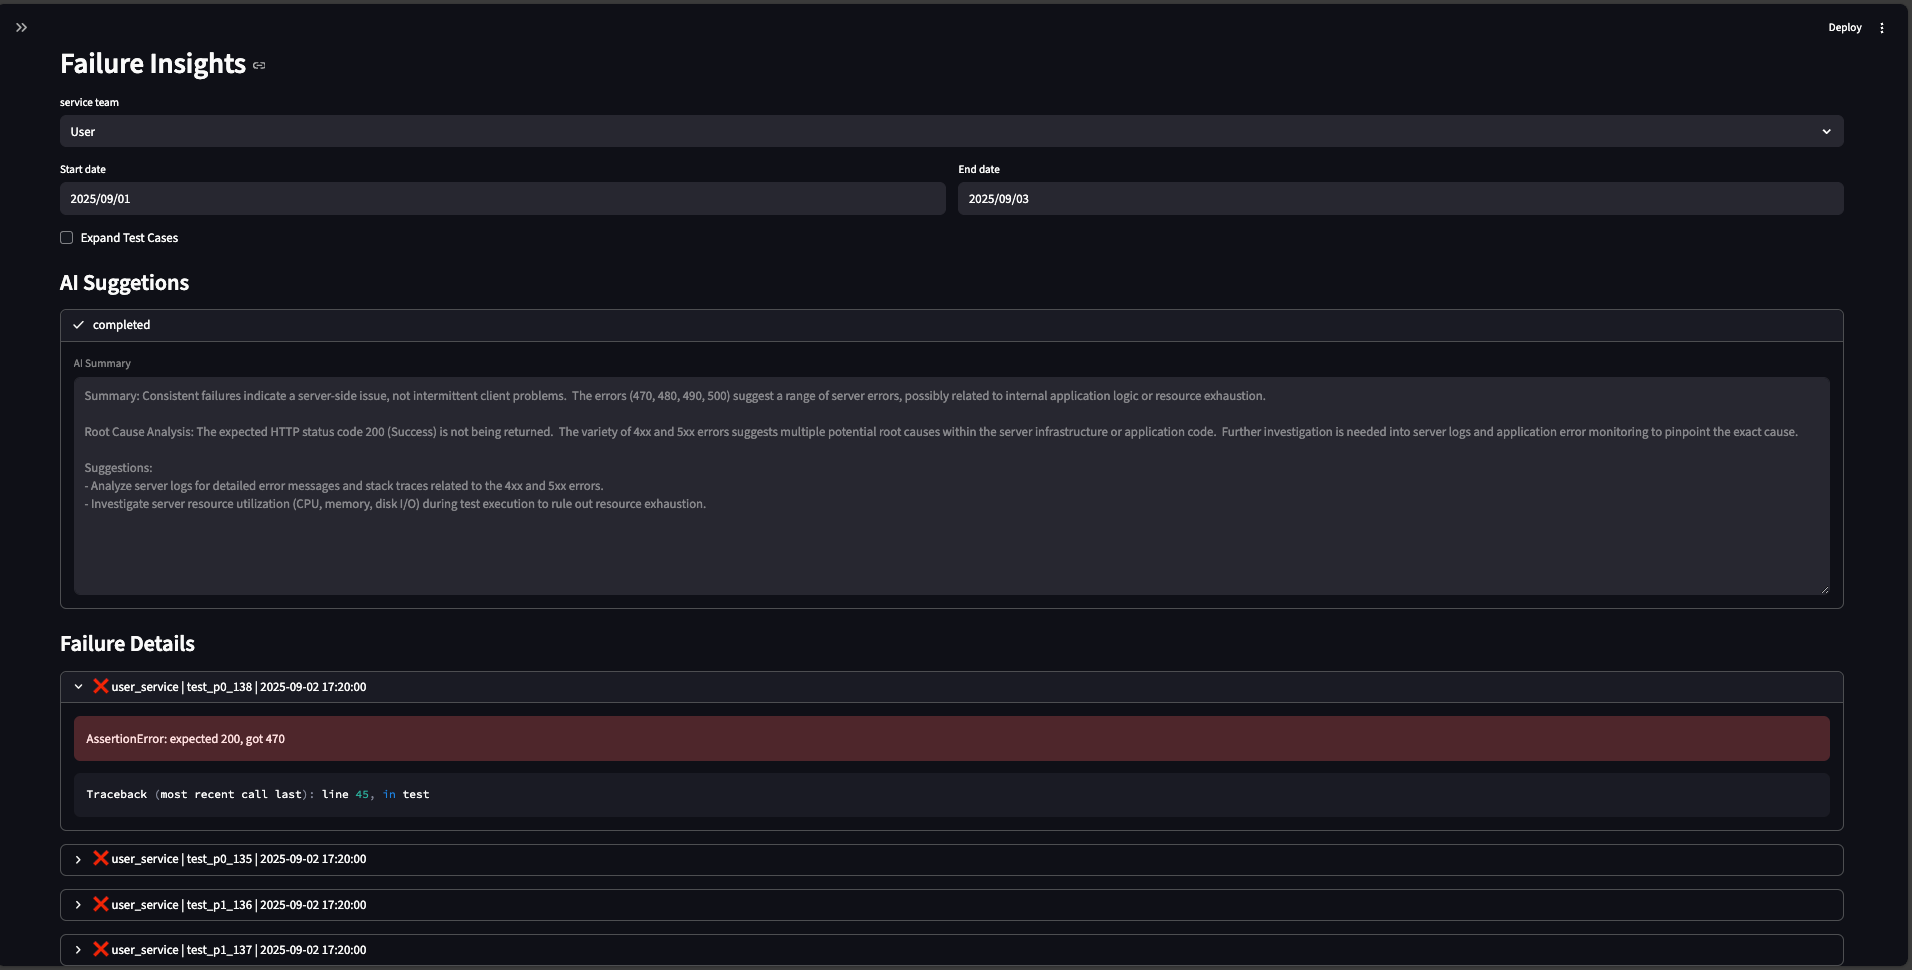 Deploy
Failure Insights
service team
User
Start date
End date
2025/09/01
2025/09/03
Expand Test Cases
AI Suggetions
completed
AI Summary
Summary: Consistent failures indicate a server-side issue, not intermittent client problems.  The errors (470, 480, 490, 500) suggest a range of server errors, possibly related to internal application logic or resource exhaustion.
Root Cause Analysis: The expected HTTP status code 200 (Success) is not being returned.  The variety of 4xx and 5xx errors suggests multiple potential root causes within the server infrastructure or application code.  Further investigation is needed into server logs and application error monitoring to pinpoint the exact cause.
Suggestions:
- Analyze server logs for detailed error messages and stack traces related to the 4xx and 5xx errors.
- Investigate server resource utilization (CPU, memory, disk I/O) during test execution to rule out resource exhaustion.
Failure Details
❌ user_service | test_p0_138 | 2025-09-02 17:20:00
AssertionError: expected 200, got 470
Traceback (most recent call last): line 45, in test
❌ user_service | test_p0_135 | 2025-09-02 17:20:00
❌ user_service | test_p1_136 | 2025-09-02 17:20:00
❌ user_service | test_p1_137 | 2025-09-02 17:20:00